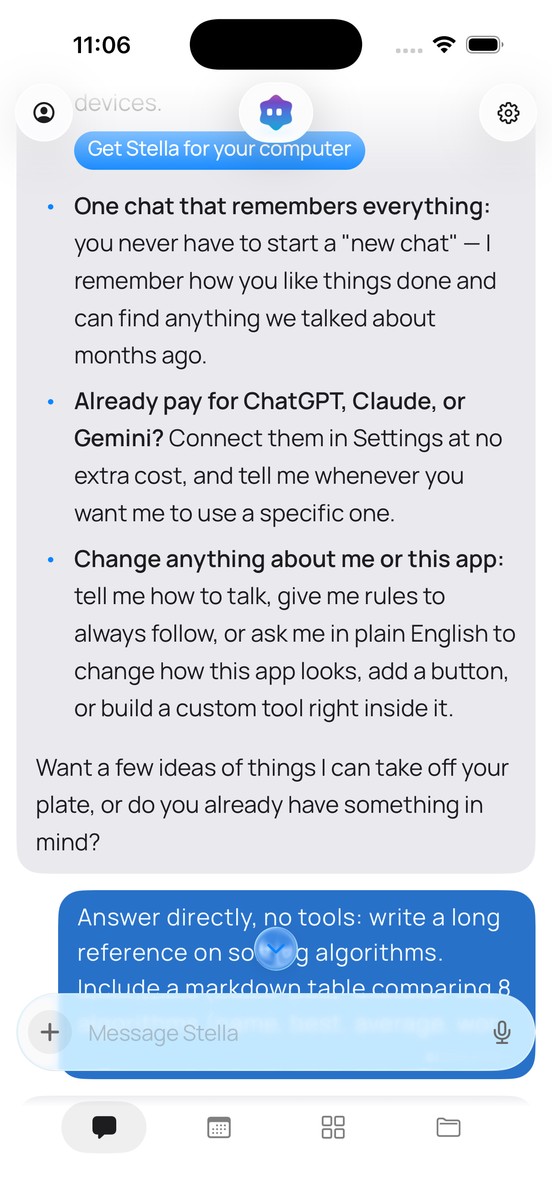 11:06
devices.
Get Stella for your computer
One chat that remembers everything:
you never have to start a "new chat" — I
remember how you like things done and
can find anything we talked about
months ago.
Already pay for ChatGPT, Claude, or
Gemini? Connect them in Settings at no
extra cost, and tell me whenever you
want me to use a specific one.
Change anything about me or this app:
tell me how to talk, give me rules to
always follow, or ask me in plain English to
change how this app looks, add a button,
or build a custom tool right inside it.
Want a few ideas of things I can take off your
plate, or do you already have something in
mind?
Answer directly, no tools: write a long
reference on algorithms.
Include a markdown table comparing 8
Message Stella